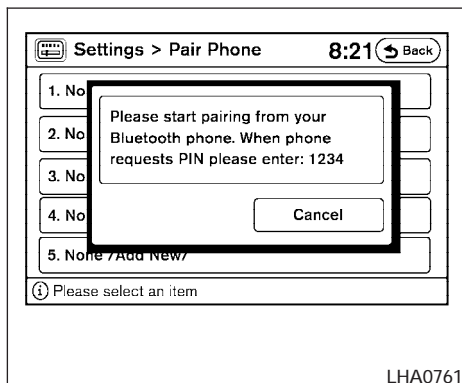 Settings > Pair Phone 8:21 Back
1. No
Please start pairing from your
Bluetooth phone. When phone
requests PIN please enter: 1234
2. No
3. No
4. No
Cancel
5. None /Add New/
Please select an item
LHA0761